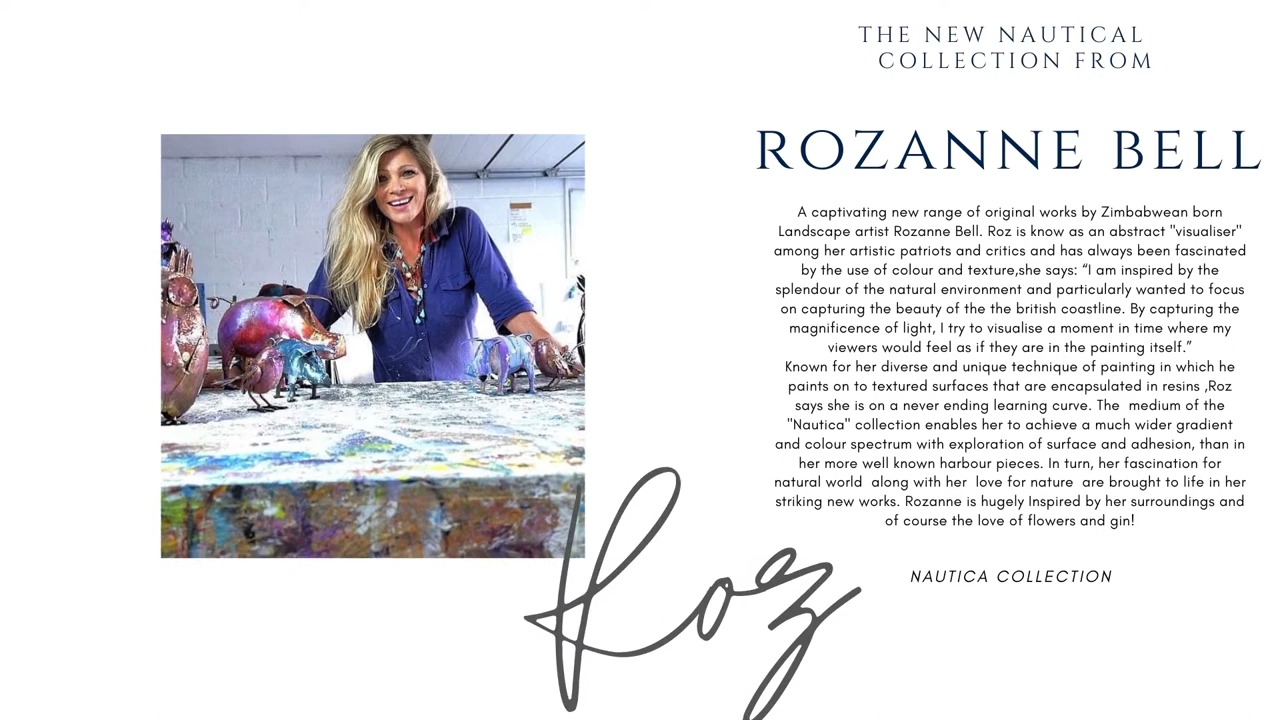 THE NEW NAUTICAL
COLLECTION FROM
ROZANNE BELL
A captivating new range of original works by Zimbabwean born
Landscape artist Rozanne Bell. Roz is know as an abstract "visualiser"
among her artistic patriots and critics and has always been fascinated
by the use of colour and texture,she says: “I am inspired by the
splendour of the natural environment and particularly wanted to focus
on capturing the beauty of the the british coastline. By capturing the
magnificence of light, I try to visualise a moment in time where my
viewers would feel as if they are in the painting itself.”
Known for her diverse and unique technique of painting in which he
paints on to textured surfaces that are encapsulated in resins ,Roz
says she is on a never ending learning curve. The  medium of the
"Nautica" collection enables her to achieve a much wider gradient
and colour spectrum with exploration of surface and adhesion, than in
her more well known harbour pieces. In turn, her fascination for
natural world  along with her  love for nature  are brought to life in her
striking new works. Rozanne is hugely Inspired by her surroundings and
of course the love of flowers and gin!
NAUTICA COLLECTION
Roz